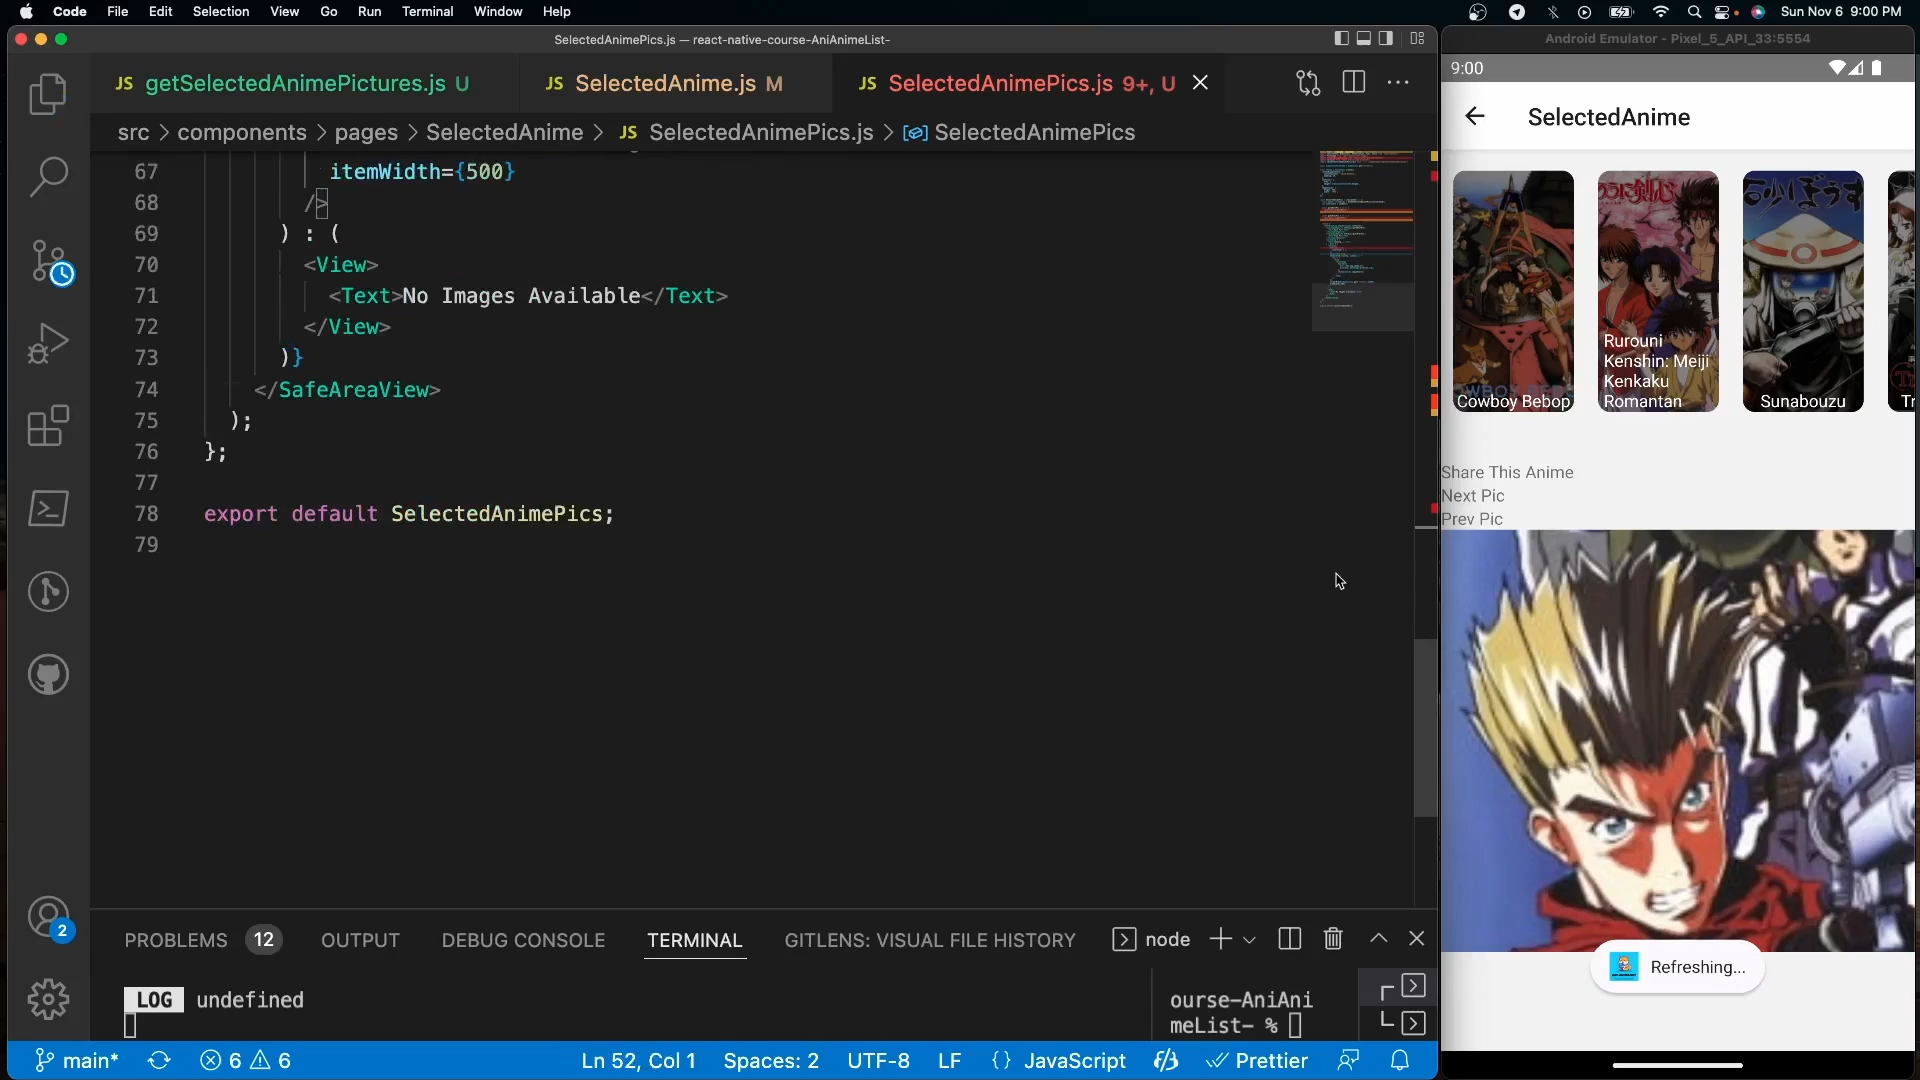 Code File Edit Selection View Go Run Terminal Window Help
Sun Nov 6 9:00 PM
SelectedAnimePics.js — react-native-course-AniAnimeList-
JS getSelectedAnimePictures.js U
JS SelectedAnime.js M
JS SelectedAnimePics.js 9+, U
src > components > pages > SelectedAnime > JS SelectedAnimePics.js > SelectedAnimePics
67 itemWidth={500}
68 />
69 ) : (
70 <View>
71 <Text>No Images Available</Text>
72 </View>
73 )}
74 </SafeAreaView>
75 );
76 };
77
78 export default SelectedAnimePics;
79
PROBLEMS 12 OUTPUT DEBUG CONSOLE TERMINAL GITLENS: VISUAL FILE HISTORY node
LOG undefined
ourse-AniAni
meList- %
2
main* 6 6 Ln 52, Col 1 Spaces: 2 UTF-8 LF {} JavaScript Prettier
Android Emulator - Pixel_5_API_33:5554
9:00
SelectedAnime
Cowboy Bebop
Rurouni
Kenshin: Meiji
Kenkaku
Romantan
Sunabouzu
Tr
Share This Anime
Next Pic
Prev Pic
Refreshing...